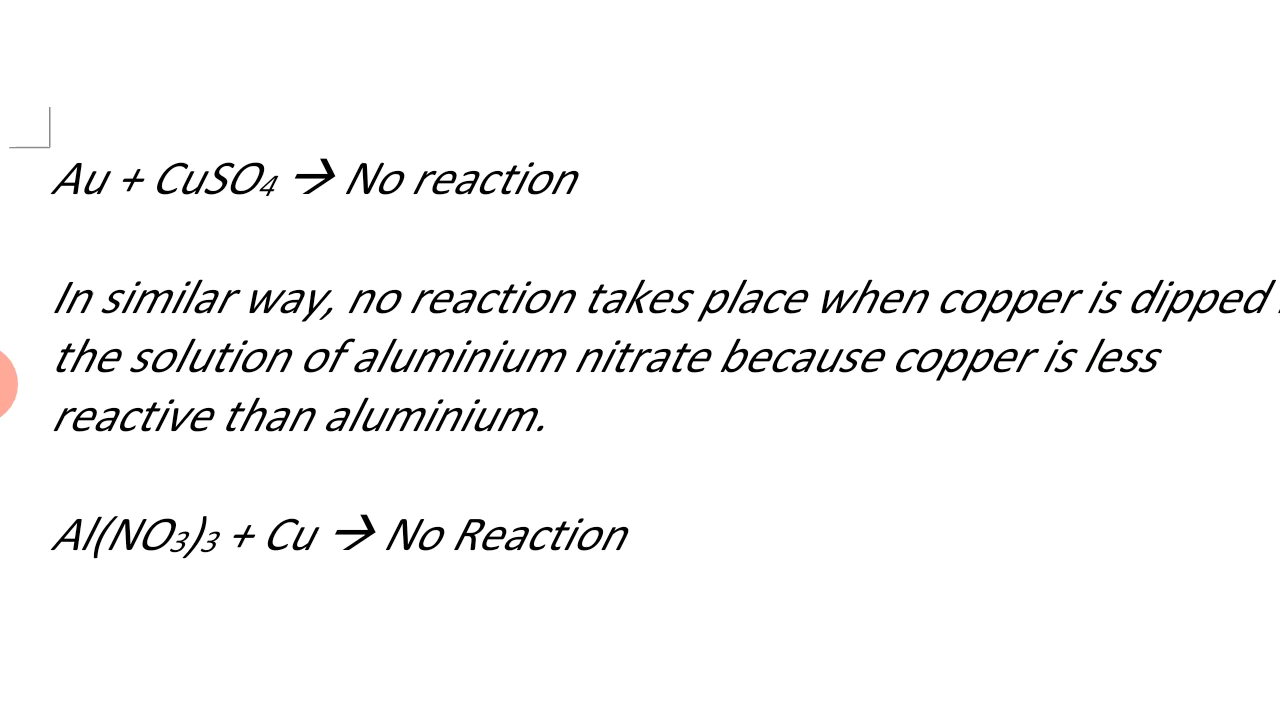 Au + CuSO₄ → No reaction
In similar way, no reaction takes place when copper is dipped
the solution of aluminium nitrate because copper is less
reactive than aluminium.
Al(NO₃)₃ + Cu → No Reaction